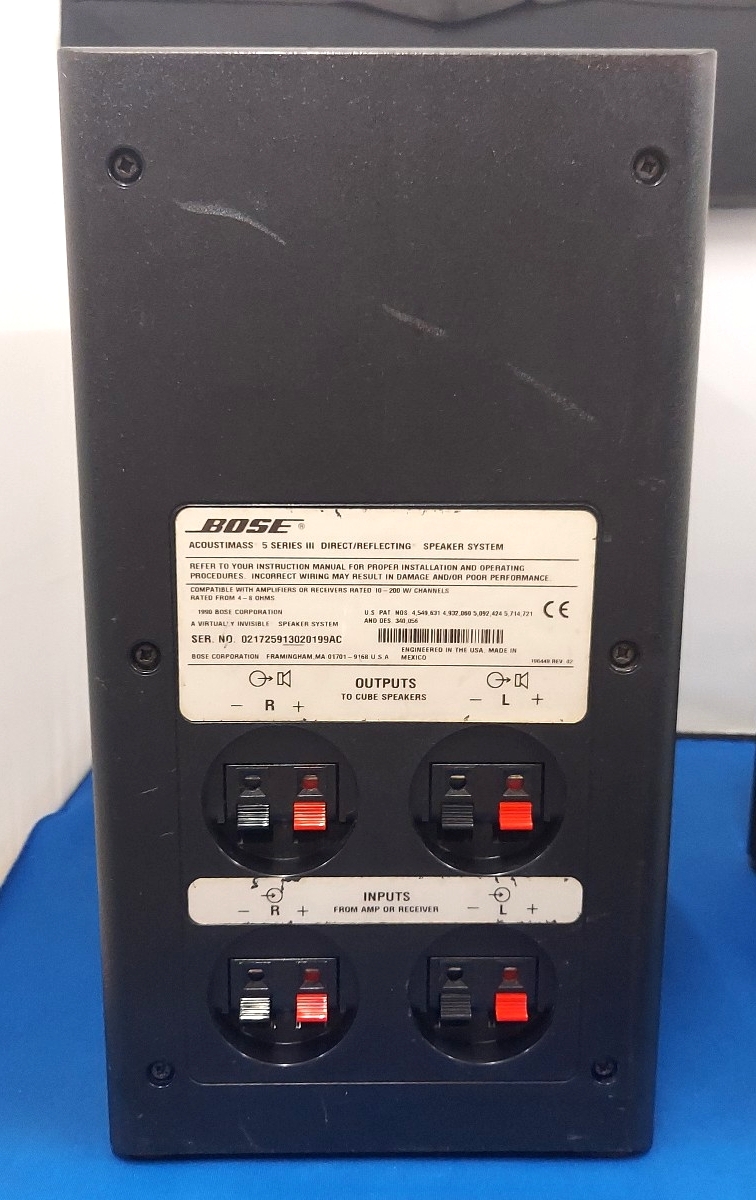 BOSE ®
ACOUSTIMASS 5 SERIES III DIRECT/REFLECTING SPEAKER SYSTEM
REFER TO YOUR INSTRUCTION MANUAL FOR PROPER INSTALLATION AND OPERATING
PROCEDURES. INCORRECT WIRING MAY RESULT IN DAMAGE AND/OR POOR PERFORMANCE
COMPATIBLE WITH AMPLIFIERS OR RECEIVERS RATED 10-200 W/ CHANNELS
RATED FROM 4-8 OHMS
1990 BOSE CORPORATION
A VIRTUALLY INVISIBLE SPEAKER SYSTEM
SER. NO. 021725913020199AC
BOSE CORPORATION FRAMINGHAM, MA 01701-9168 U.S.A
U.S. PAT NOS. 4,549,631 4,932,060 5,092,424 5,714,721
AND DES 340,056
CE
ENGINEERED IN THE USA. MADE IN
MEXICO
REV. 02
OUTPUTS
TO CUBE SPEAKERS
− R +
− L +
INPUTS
FROM AMP OR RECEIVER
− R +
− L +